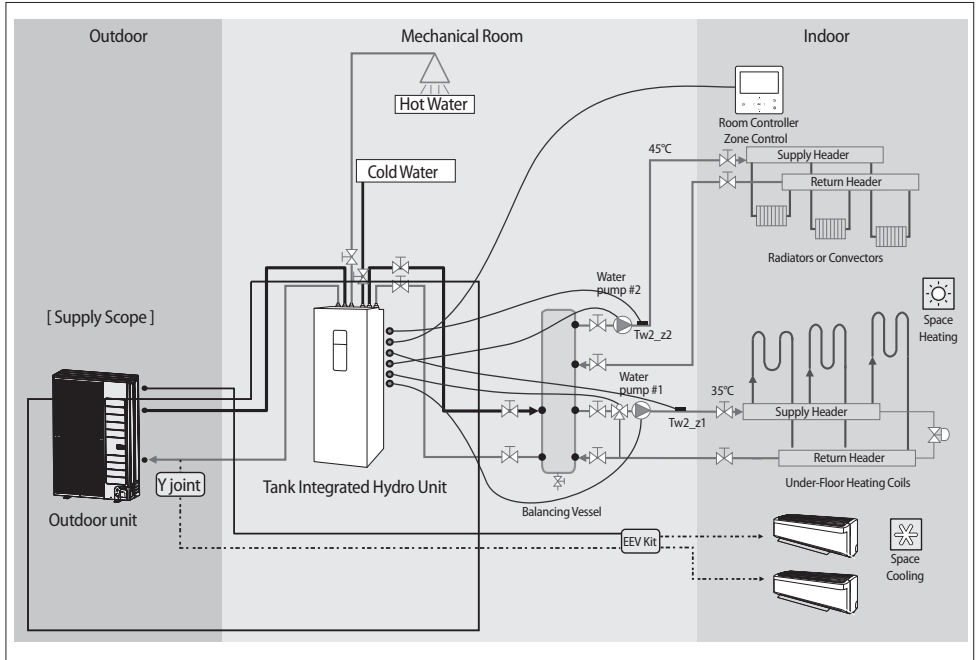 Outdoor
Mechanical Room
Indoor
Hot Water
Room Controller
Zone Control
Cold Water
45°C
Supply Header
Return Header
Radiators or Convectors
Water
pump #2
[ Supply Scope ]
Tw2_z2
Space
Heating
Water
pump #1
35°C
Supply Header
Tw2_z1
Return Header
Y joint
Tank Integrated Hydro Unit
Under-Floor Heating Coils
Outdoor unit
Balancing Vessel
EEV Kit
Space
Cooling